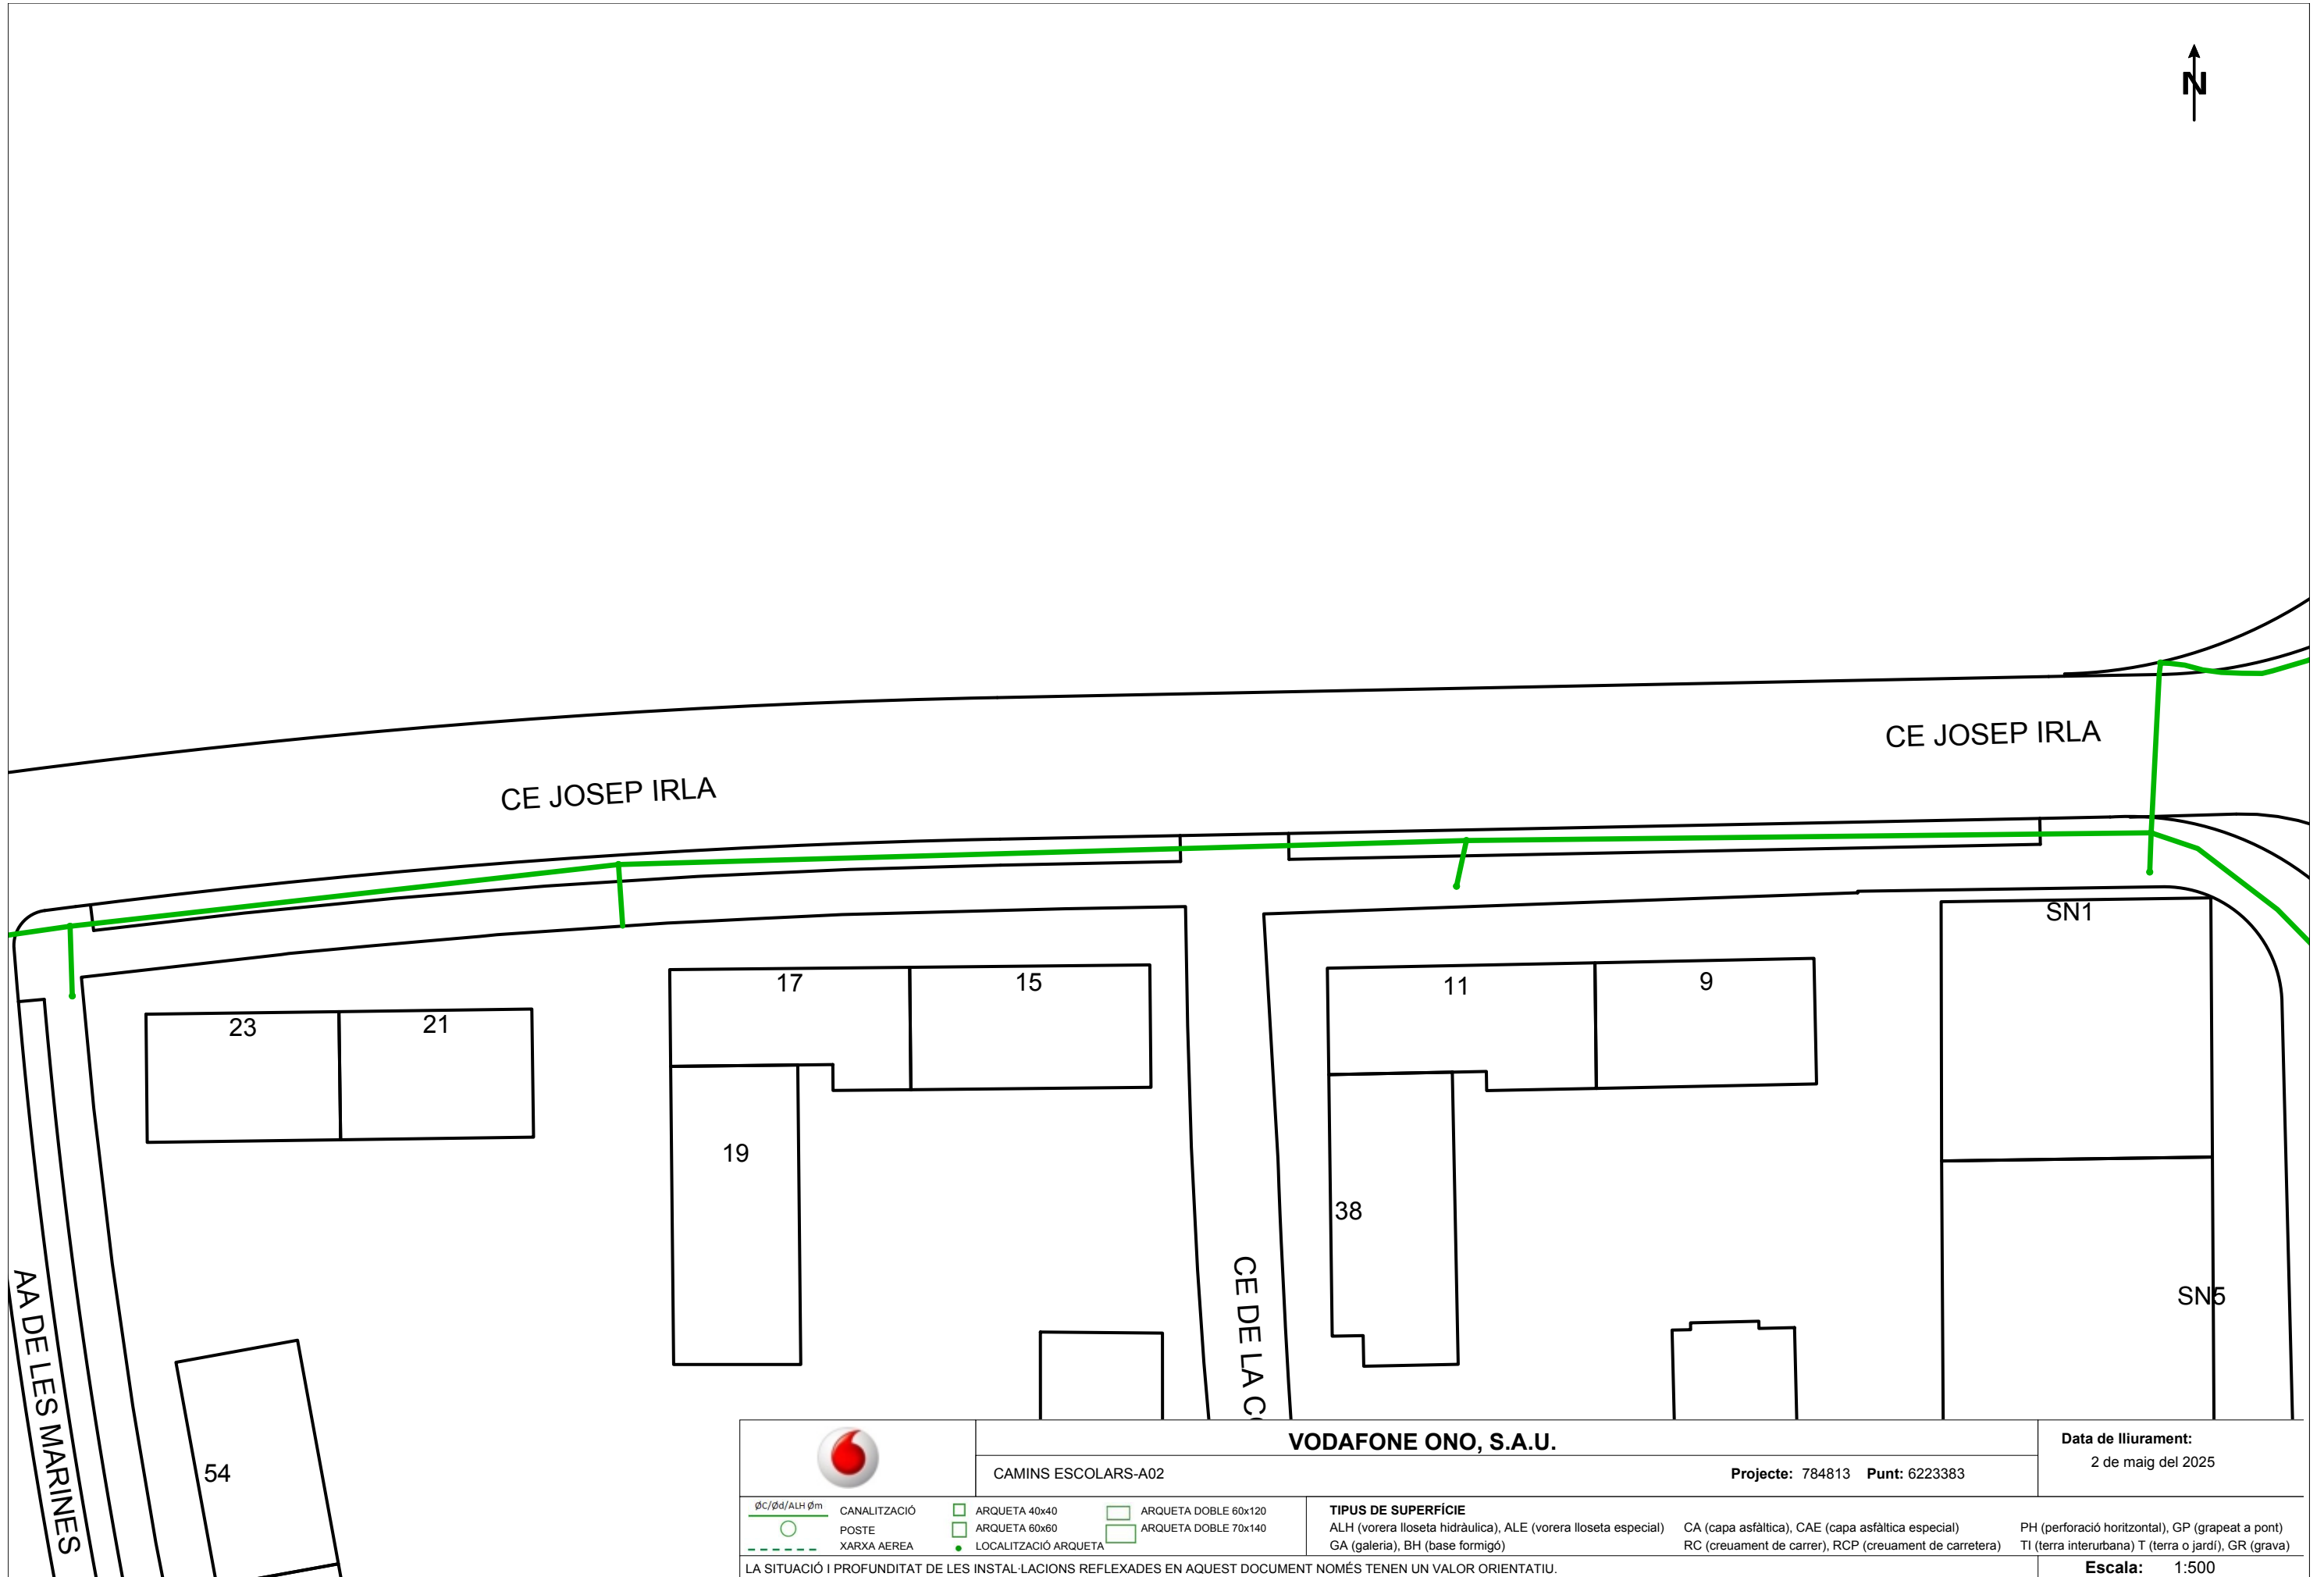 N
CE JOSEP IRLA
CE JOSEP IRLA
SN1
17
15
11
9
23
21
19
38
SN5
AA DE LES MARINES
CE DE LA
54
VODAFONE ONO, S.A.U.
CAMINS ESCOLARS-A02
Projecte: 784813 Punt: 6223383
Data de lliurament:
2 de maig del 2025
ØC/Ød/ALH Øm
CANALITZACIÓ
POSTE
XARXA AEREA
ARQUETA 40x40
ARQUETA 60x60
LOCALITZACIÓ ARQUETA
ARQUETA DOBLE 60x120
ARQUETA DOBLE 70x140
TIPUS DE SUPERFÍCIE
ALH (vorera lloseta hidràulica), ALE (vorera lloseta especial)
GA (galeria), BH (base formigó)
CA (capa asfàltica), CAE (capa asfàltica especial)
RC (creuament de carrer), RCP (creuament de carretera)
PH (perforació horitzontal), GP (grapeat a pont)
TI (terra interurbana) T (terra o jardí), GR (grava)
LA SITUACIÓ I PROFUNDITAT DE LES INSTAL·LACIONS REFLEXADES EN AQUEST DOCUMENT NOMÉS TENEN UN VALOR ORIENTATIU.
Escala: 1:500